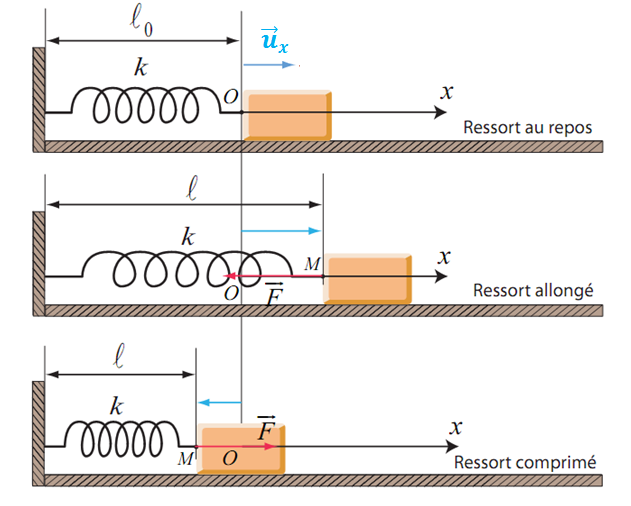 ℓ₀
u⃗ₓ
k
O
x
Ressort au repos
ℓ
k
M
x
O
F⃗
Ressort allongé
ℓ
k
F⃗
x
M
O
Ressort comprimé